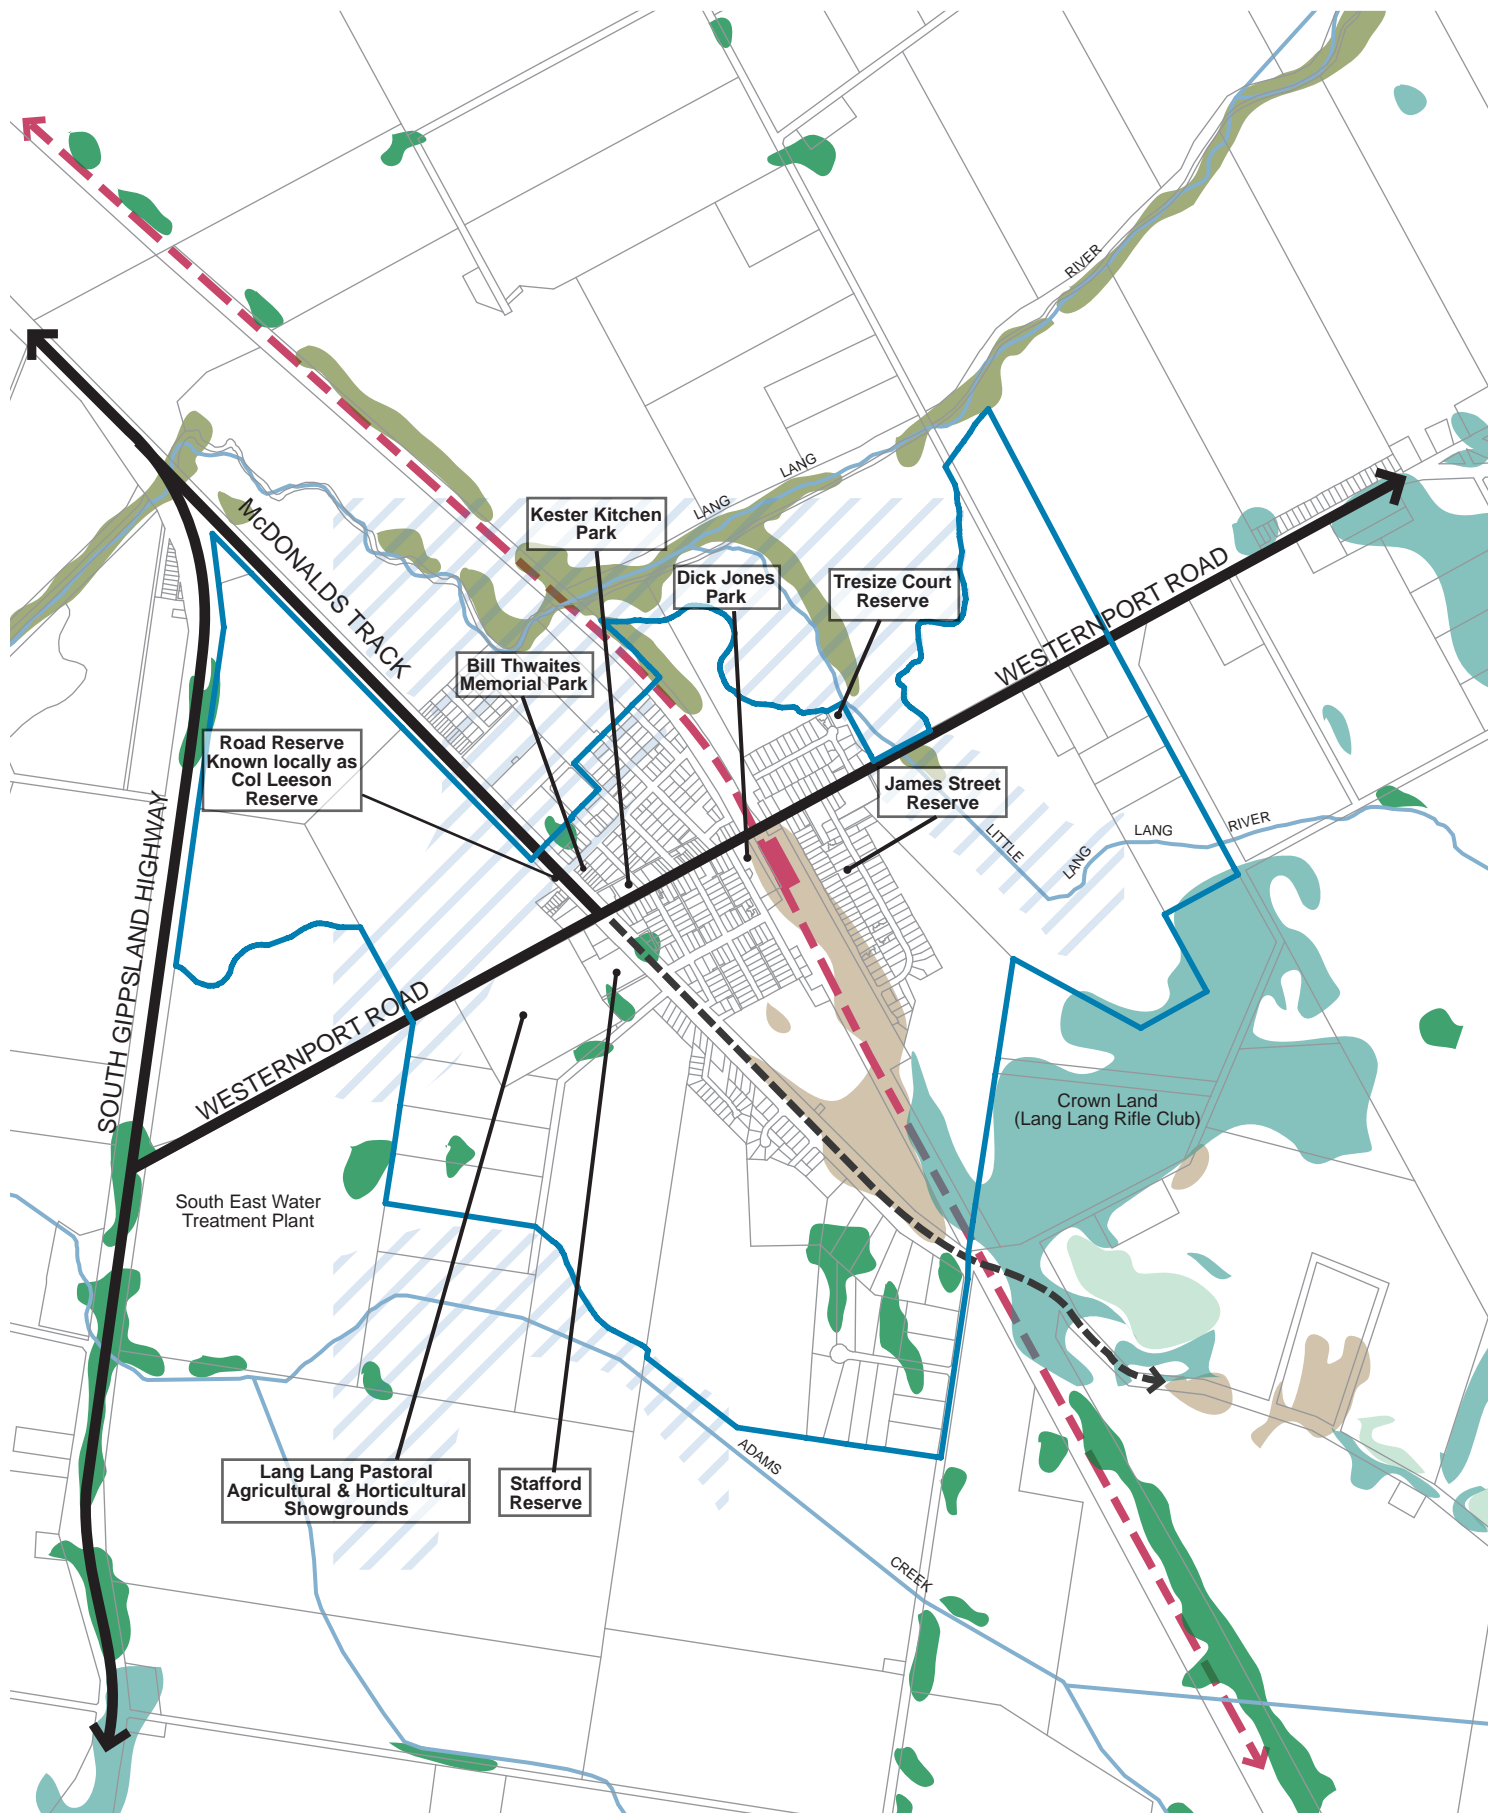 RIVER
LANG
LANG
McDONALDS TRACK
Kester Kitchen
Park
Dick Jones
Park
Tresize Court
Reserve
WESTERNPORT ROAD
Bill Thwaites
Memorial Park
Road Reserve
Known locally as
Col Leeson
Reserve
James Street
Reserve
LITTLE
LANG
LANG
RIVER
SOUTH GIPPSLAND HIGHWAY
WESTERNPORT ROAD
Crown Land
(Lang Lang Rifle Club)
South East Water
Treatment Plant
Lang Lang Pastoral
Agricultural & Horticultural
Showgrounds
Stafford
Reserve
ADAMS
CREEK